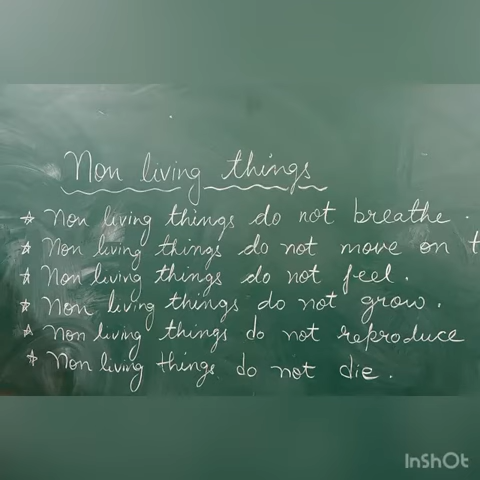 Non living things
☆ Non living things do not breathe.
☆ Non living things do not move on t
☆ Non living things do not feel.
☆ Non living things do not grow.
☆ Non living things do not reproduce
☆ Non living things do not die.
InShOt